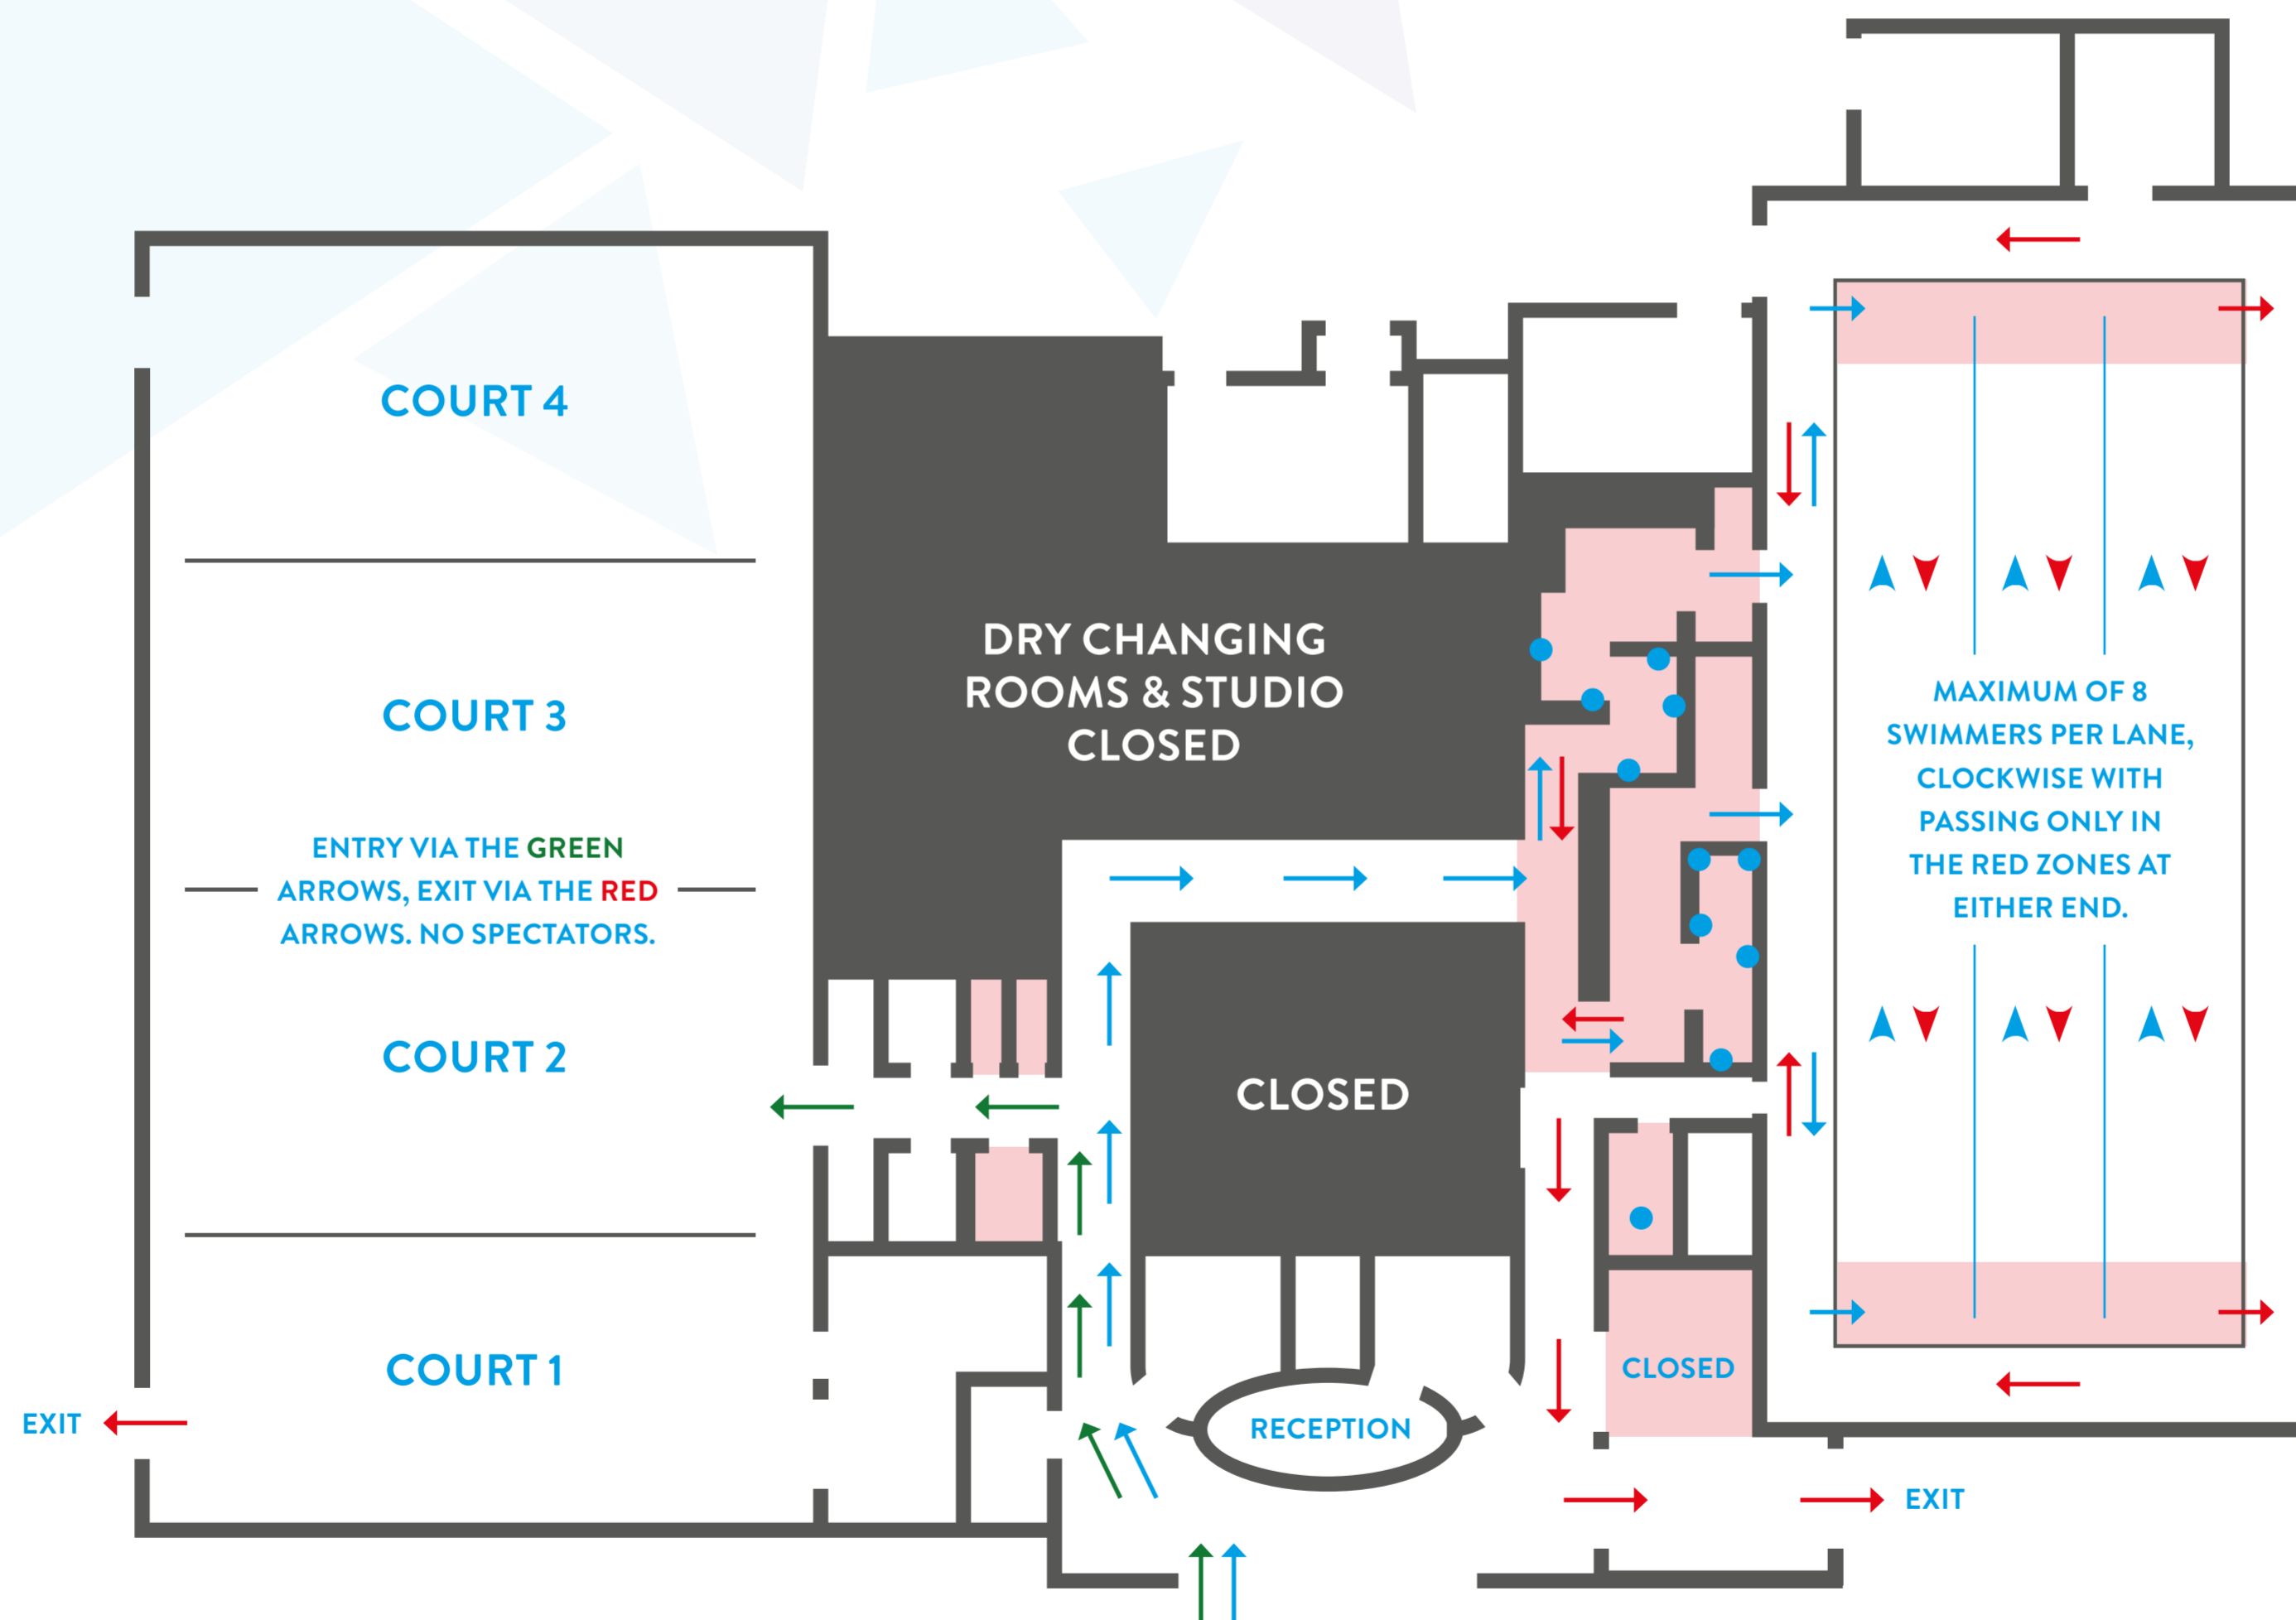 COURT 4
COURT 3
ENTRY VIA THE GREEN
ARROWS, EXIT VIA THE RED
ARROWS. NO SPECTATORS.
COURT 2
COURT 1
EXIT
DRY CHANGING
ROOMS & STUDIO
CLOSED
CLOSED
RECEPTION
CLOSED
EXIT
MAXIMUM OF 8
SWIMMERS PER LANE,
CLOCKWISE WITH
PASSING ONLY IN
THE RED ZONES AT
EITHER END.